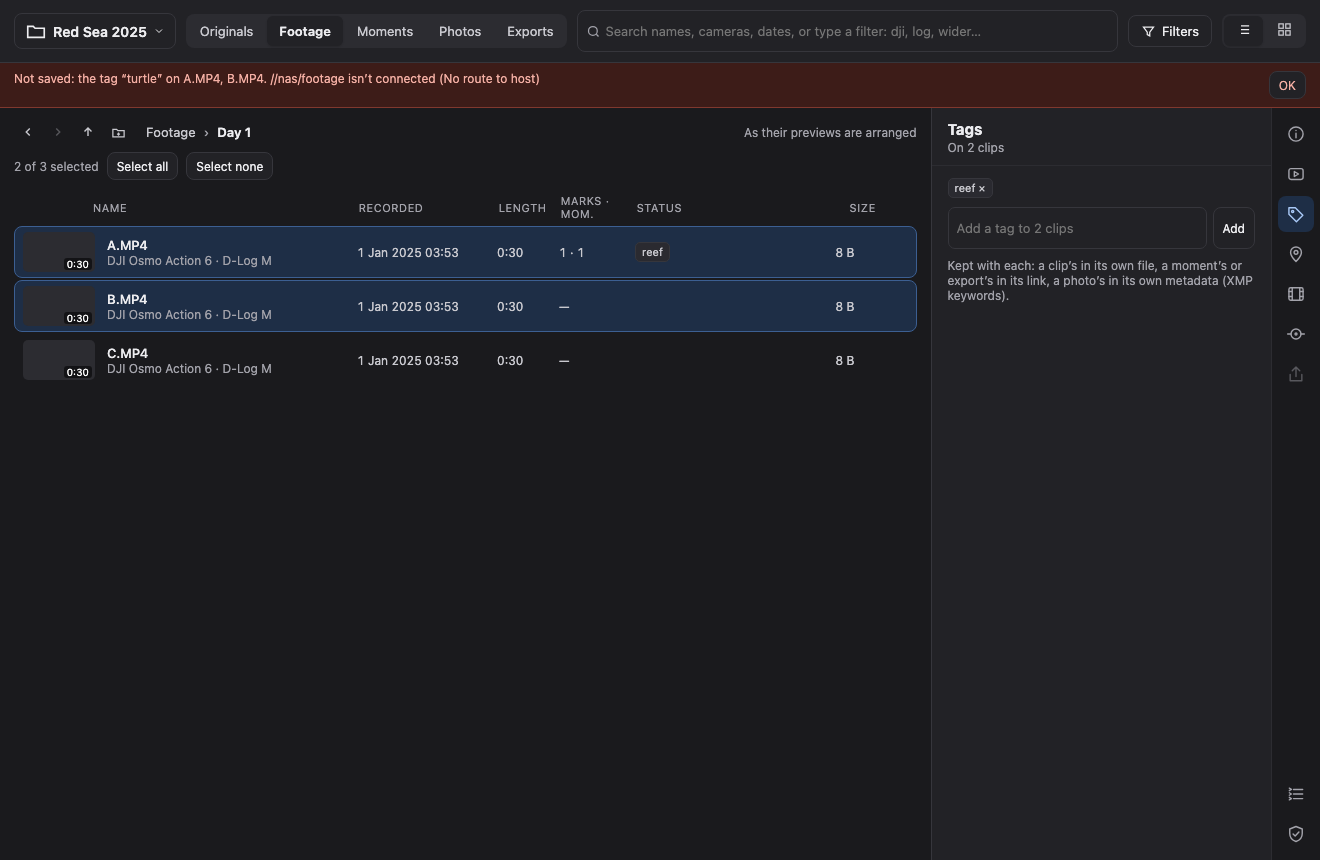 Red Sea 2025
Originals
Footage
Moments
Photos
Exports
Search names, cameras, dates, or type a filter: dji, log, wider…
Filters
Not saved: the tag “turtle” on A.MP4, B.MP4. //nas/footage isn’t connected (No route to host)
OK
Footage › Day 1
As their previews are arranged
2 of 3 selected
Select all
Select none
NAME
RECORDED
LENGTH
MARKS ·
MOM.
STATUS
SIZE
0:30
A.MP4
DJI Osmo Action 6 · D-Log M
1 Jan 2025 03:53
0:30
1 · 1
reef
8 B
0:30
B.MP4
DJI Osmo Action 6 · D-Log M
1 Jan 2025 03:53
0:30
—
8 B
0:30
C.MP4
DJI Osmo Action 6 · D-Log M
1 Jan 2025 03:53
0:30
—
8 B
Tags
On 2 clips
reef ×
Add a tag to 2 clips
Add
Kept with each: a clip’s in its own file, a moment’s or
export’s in its link, a photo’s in its own metadata (XMP
keywords).